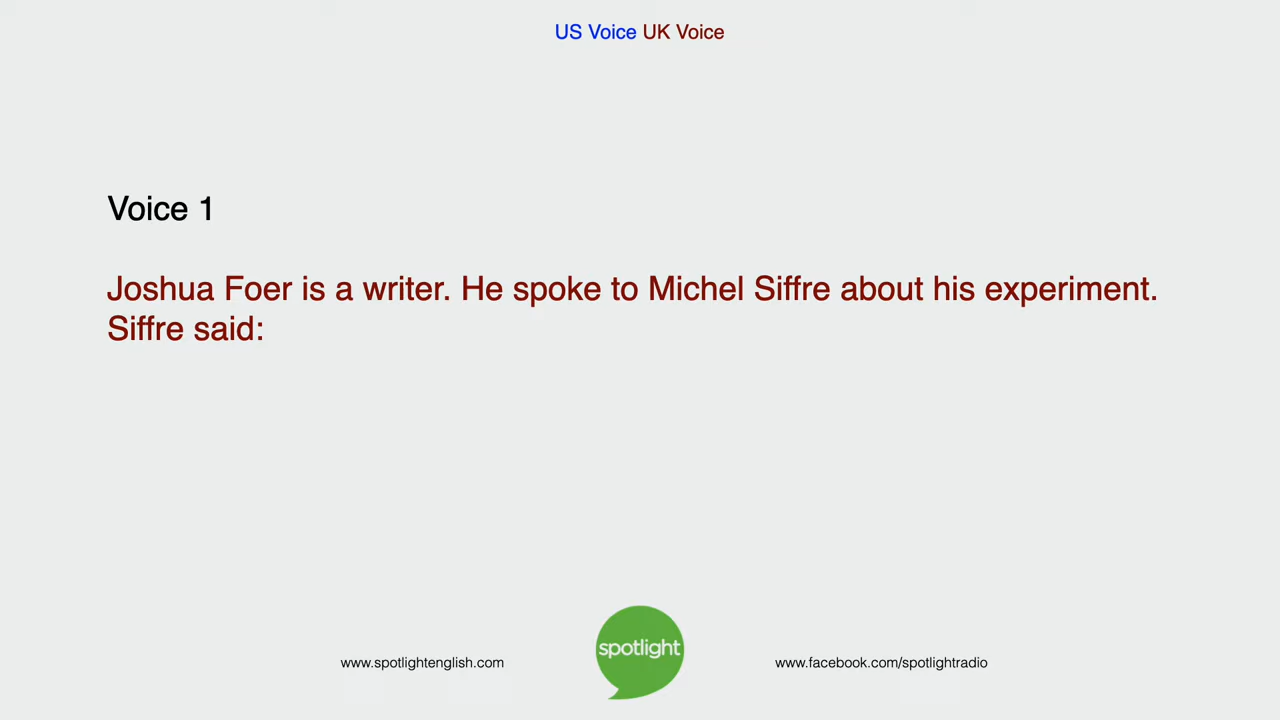 US Voice UK Voice
Voice 1
Joshua Foer is a writer. He spoke to Michel Siffre about his experiment.
Siffre said:
spotlight
www.spotlightenglish.com
www.facebook.com/spotlightradio